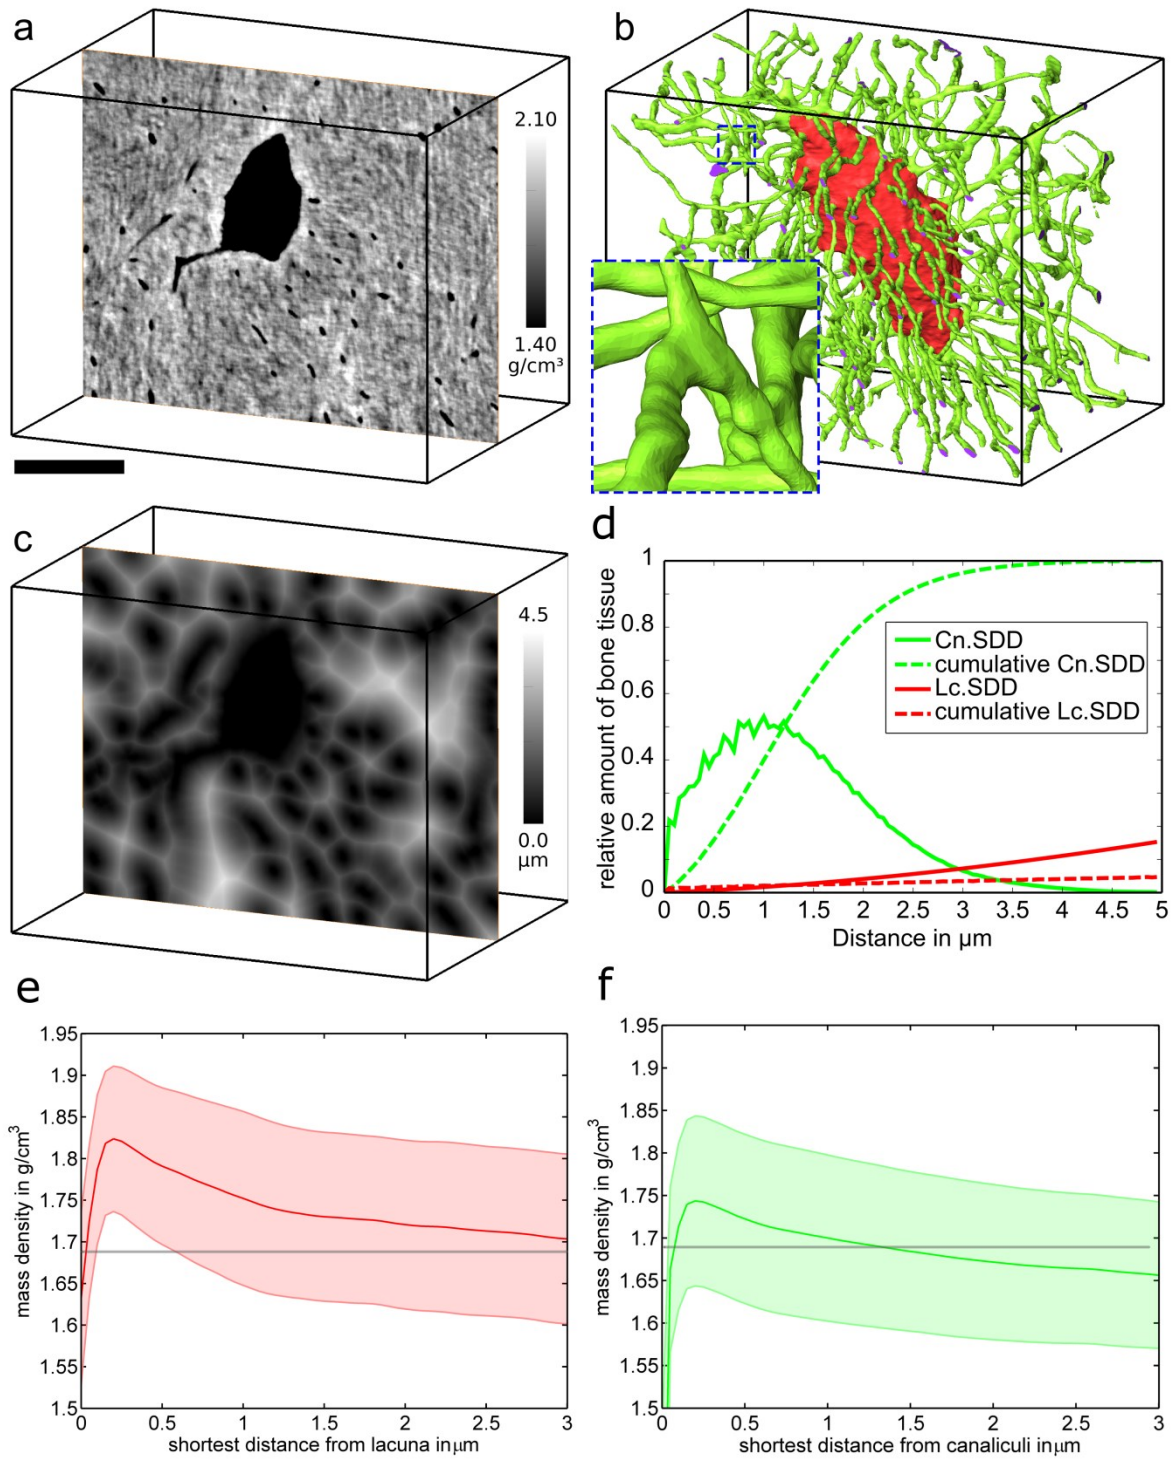 a
2.10
1.40
g/cm³
b
c
4.5
0.0
µm
d
relative amount of bone tissue
1
0.8
0.6
0.4
0.2
0
Cn.SDD
cumulative Cn.SDD
Lc.SDD
cumulative Lc.SDD
0 0.5 1 1.5 2 2.5 3 3.5 4 4.5 5
Distance in µm
e
mass density in g/cm³
1.95
1.9
1.85
1.8
1.75
1.7
1.65
1.6
1.55
1.5
0 0.5 1 1.5 2 2.5 3
shortest distance from lacuna in µm
f
mass density in g/cm³
1.95
1.9
1.85
1.8
1.75
1.7
1.65
1.6
1.55
1.5
0 0.5 1 1.5 2 2.5 3
shortest distance from canaliculi in µm